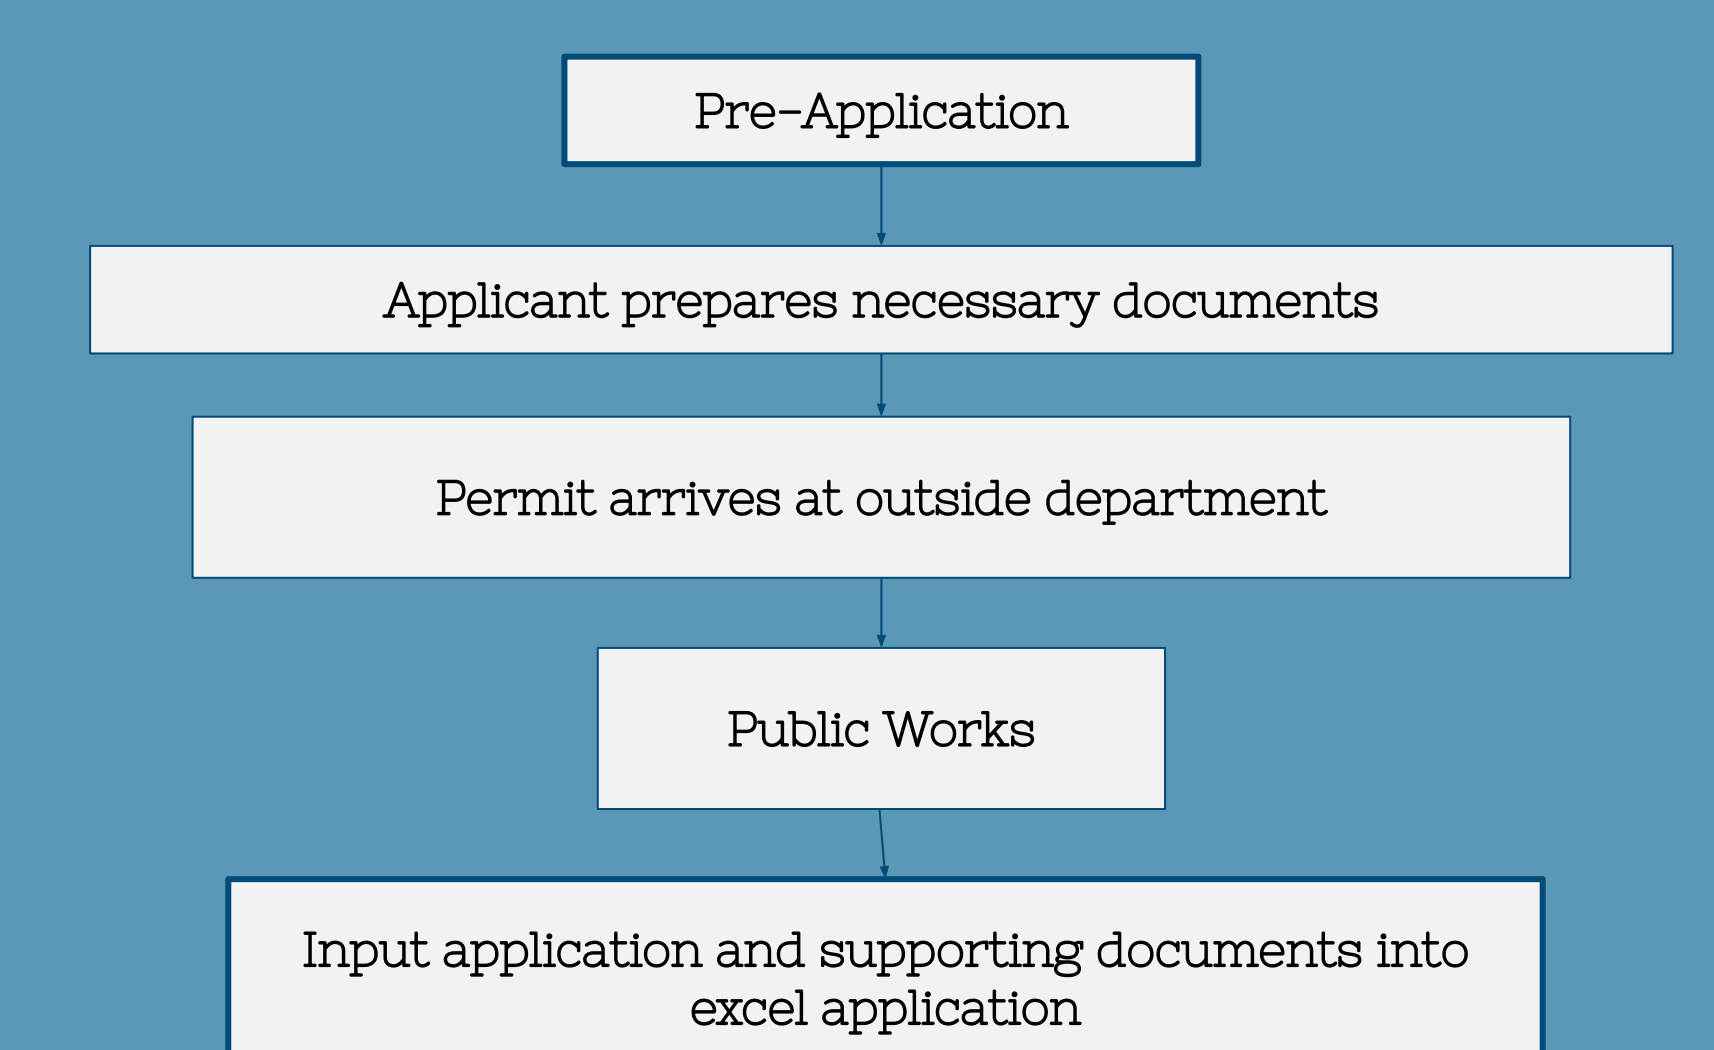 Pre-Application
Applicant prepares necessary documents
Permit arrives at outside department
Public Works
Input application and supporting documents into
excel application